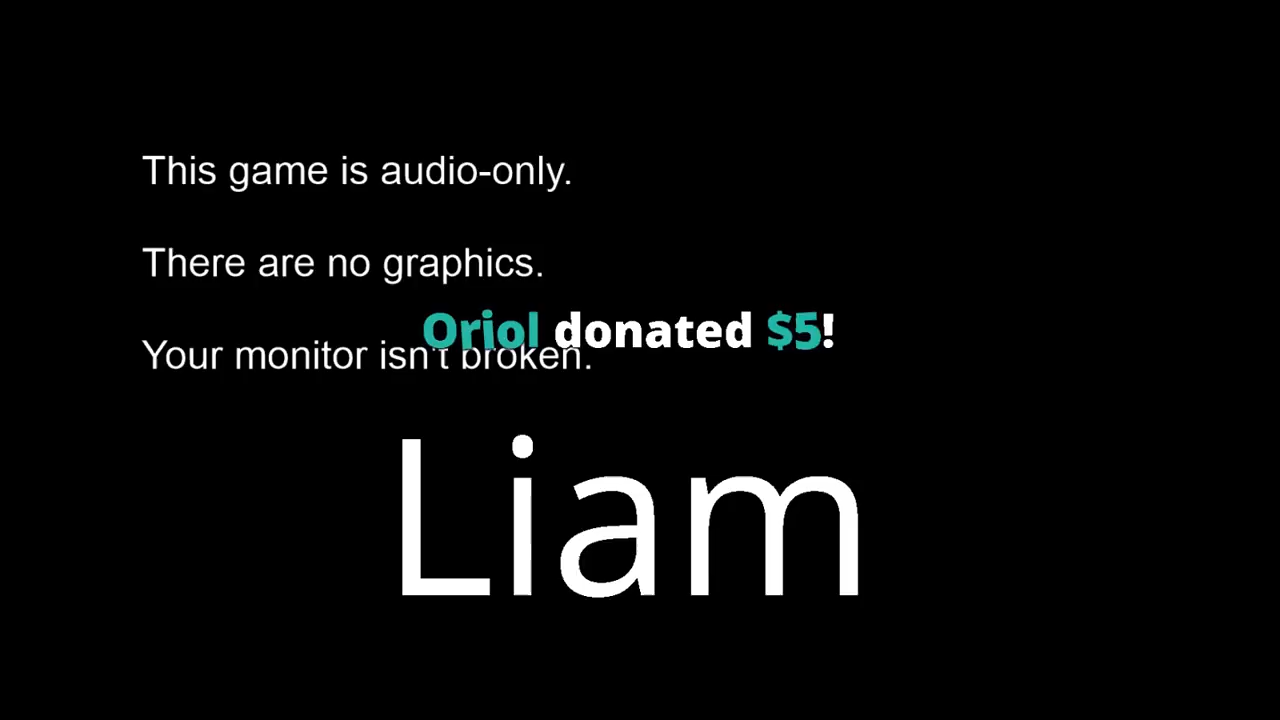 This game is audio-only.
There are no graphics.
Oriol donated $5!
Your monitor isn't broken.
Liam